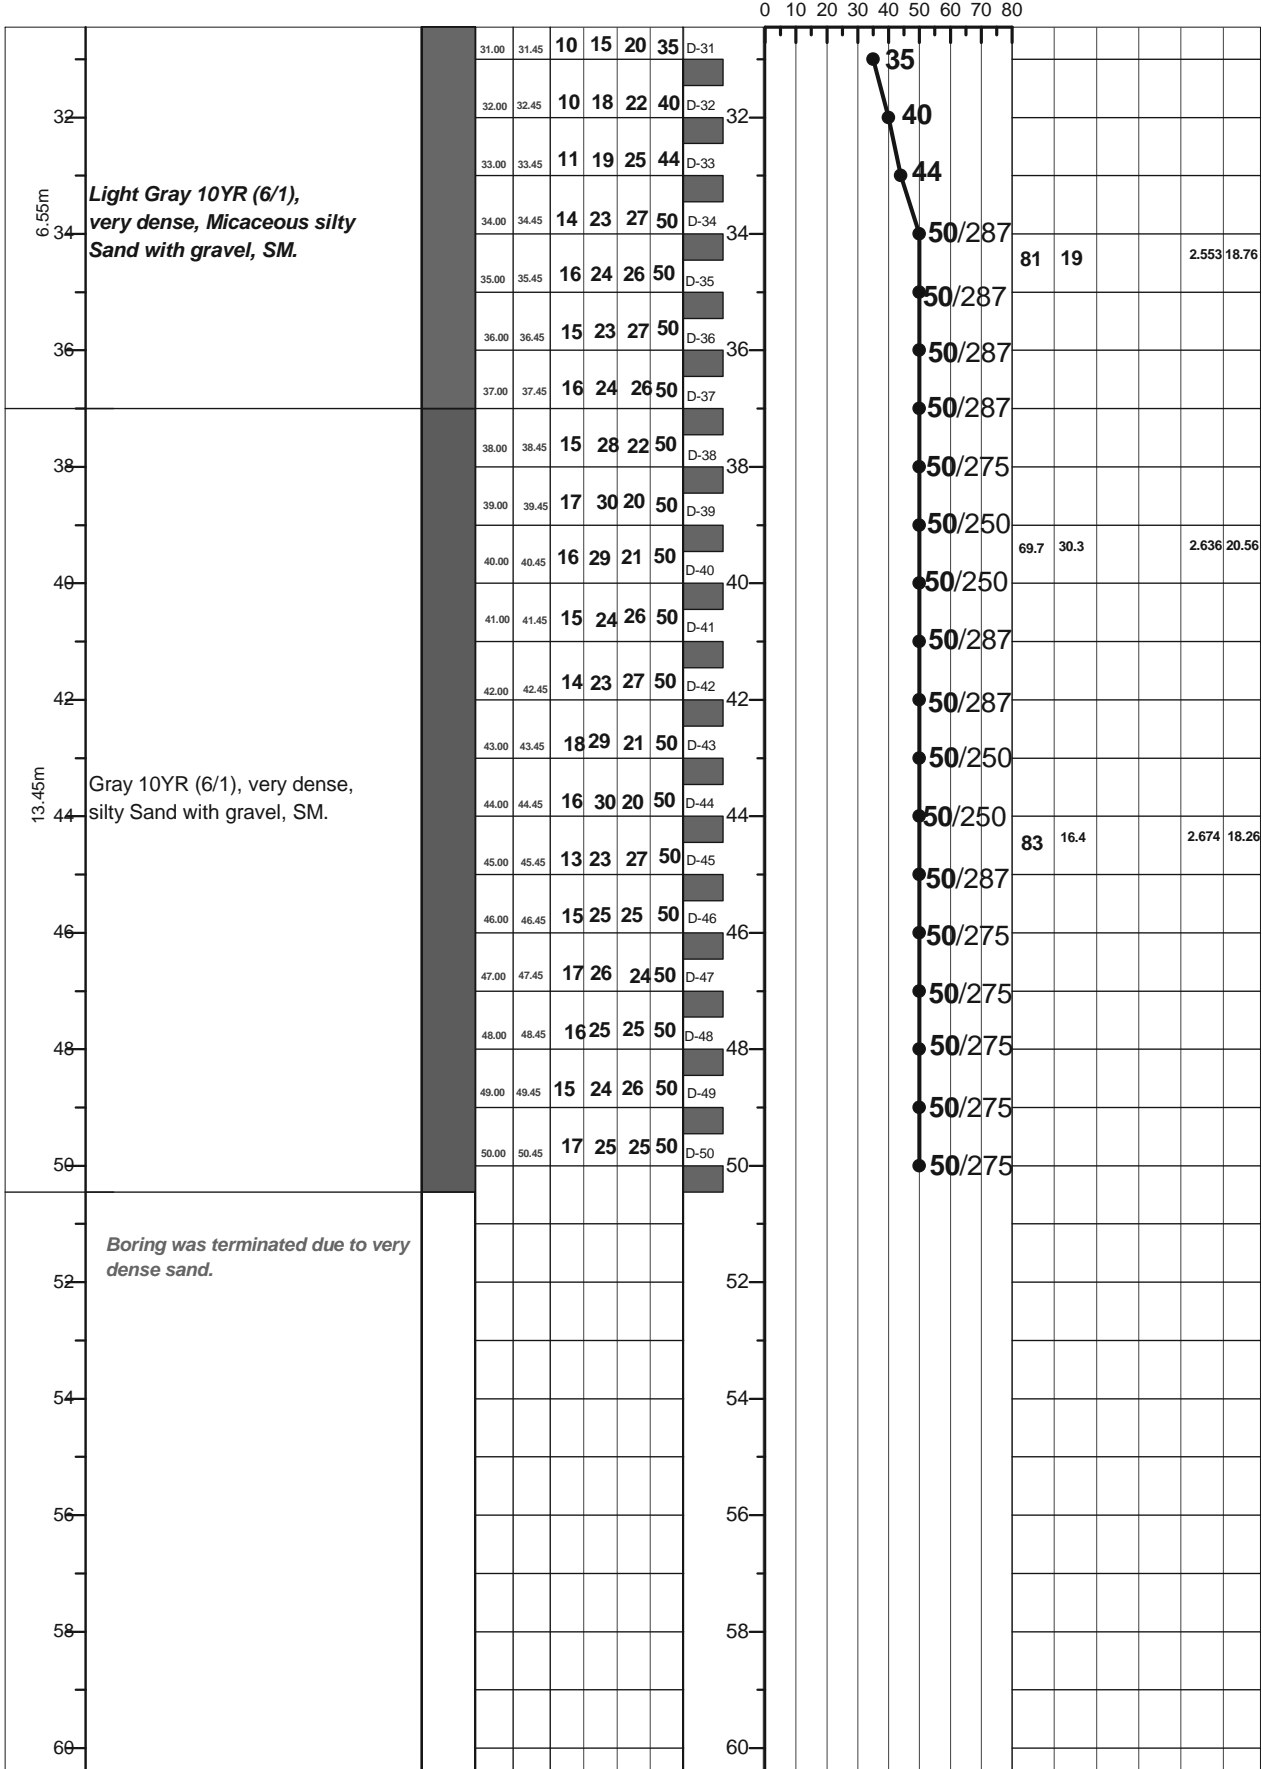 0 10 20 30 40 50 60 70 80
31.00 31.45 10 15 20 35 D-31
35
32.00 32.45 10 18 22 40 D-32
32 32 40
33.00 33.45 11 19 25 44 D-33
44
6.55m
Light Gray 10YR (6/1),
very dense, Micaceous silty
Sand with gravel, SM.
34.00 34.45 14 23 27 50 D-34
34 34 50/287
81 19 2.553 18.76
35.00 35.45 16 24 26 50 D-35
50/287
36.00 36.45 15 23 27 50 D-36
36 36 50/287
37.00 37.45 16 24 26 50 D-37
50/287
38.00 38.45 15 28 22 50 D-38
38 38 50/275
39.00 39.45 17 30 20 50 D-39
50/250
69.7 30.3 2.636 20.56
40.00 40.45 16 29 21 50 D-40
40 40 50/250
41.00 41.45 15 24 26 50 D-41
50/287
42.00 42.45 14 23 27 50 D-42
42 42 50/287
43.00 43.45 18 29 21 50 D-43
50/250
13.45m
Gray 10YR (6/1), very dense,
silty Sand with gravel, SM.
44.00 44.45 16 30 20 50 D-44
44 44 50/250
83 16.4 2.674 18.26
45.00 45.45 13 23 27 50 D-45
50/287
46.00 46.45 15 25 25 50 D-46
46 46 50/275
47.00 47.45 17 26 24 50 D-47
50/275
48.00 48.45 16 25 25 50 D-48
48 48 50/275
49.00 49.45 15 24 26 50 D-49
50/275
50.00 50.45 17 25 25 50 D-50
50 50 50/275
Boring was terminated due to very
dense sand.
52 52
54 54
56 56
58 58
60 60